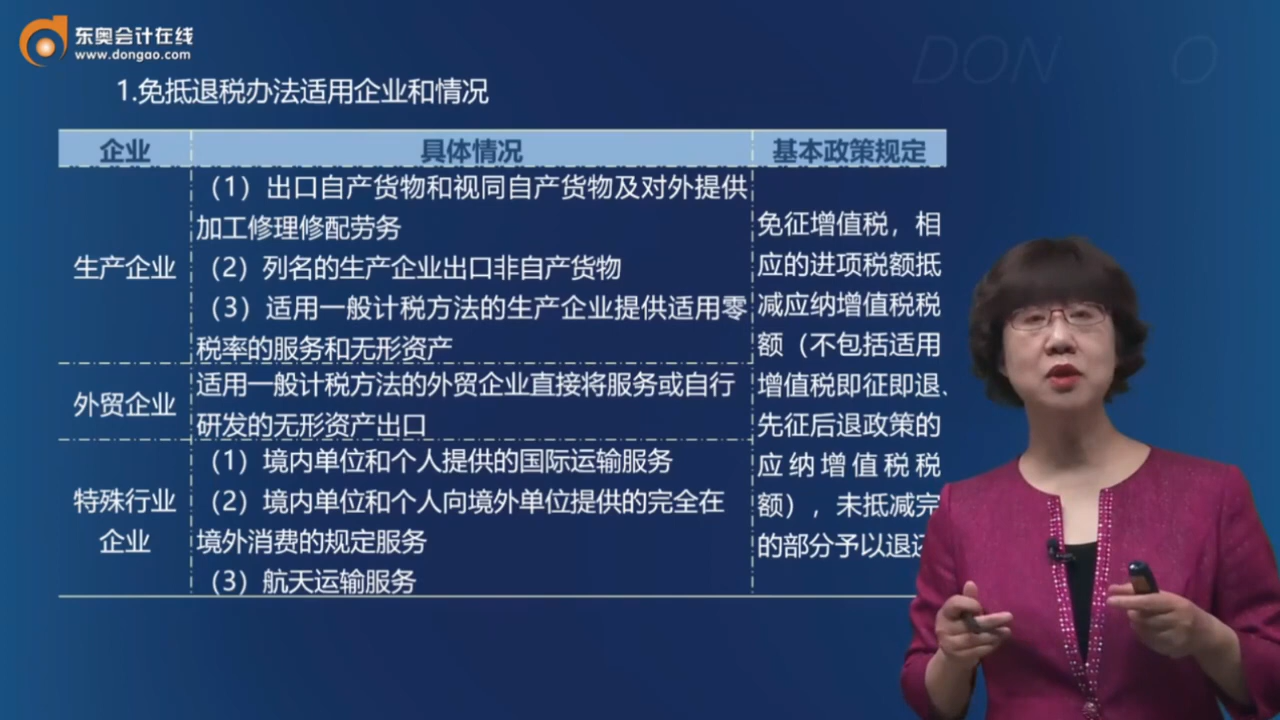 东奥会计在线
www.dongao.com
DON O
1.免抵退税办法适用企业和情况
企业 具体情况 基本政策规定
生产企业
（1）出口自产货物和视同自产货物及对外提供
加工修理修配劳务
（2）列名的生产企业出口非自产货物
（3）适用一般计税方法的生产企业提供适用零
税率的服务和无形资产
外贸企业
适用一般计税方法的外贸企业直接将服务或自行
研发的无形资产出口
特殊行业
企业
（1）境内单位和个人提供的国际运输服务
（2）境内单位和个人向境外单位提供的完全在
境外消费的规定服务
（3）航天运输服务
免征增值税，相
应的进项税额抵
减应纳增值税税
额（不包括适用
增值税即征即退、
先征后退政策的
应纳增值税税
额），未抵减完
的部分予以退还